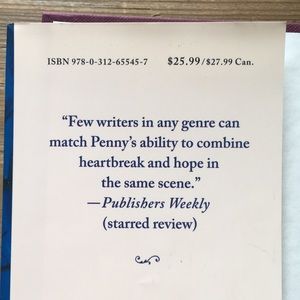 ISBN 978-0-312-65545-7 $25.99/$27.99 Can.
“Few writers in any genre can
match Penny’s ability to combine
heartbreak and hope in
the same scene.”
—Publishers Weekly
(starred review)